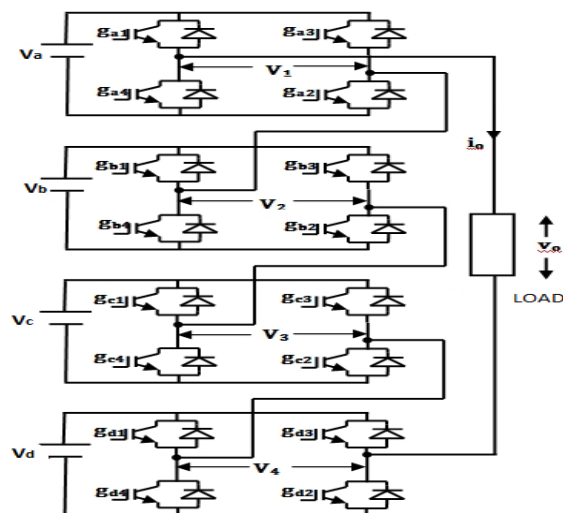 ga1
ga3
Va
V1
ga4
ga2
io
gb1
gb3
Vb
V2
gb4
gb2
vo
LOAD
gc1
gc3
Vc
V3
gc4
gc2
gd1
gd3
Vd
V4
gd4
gd2